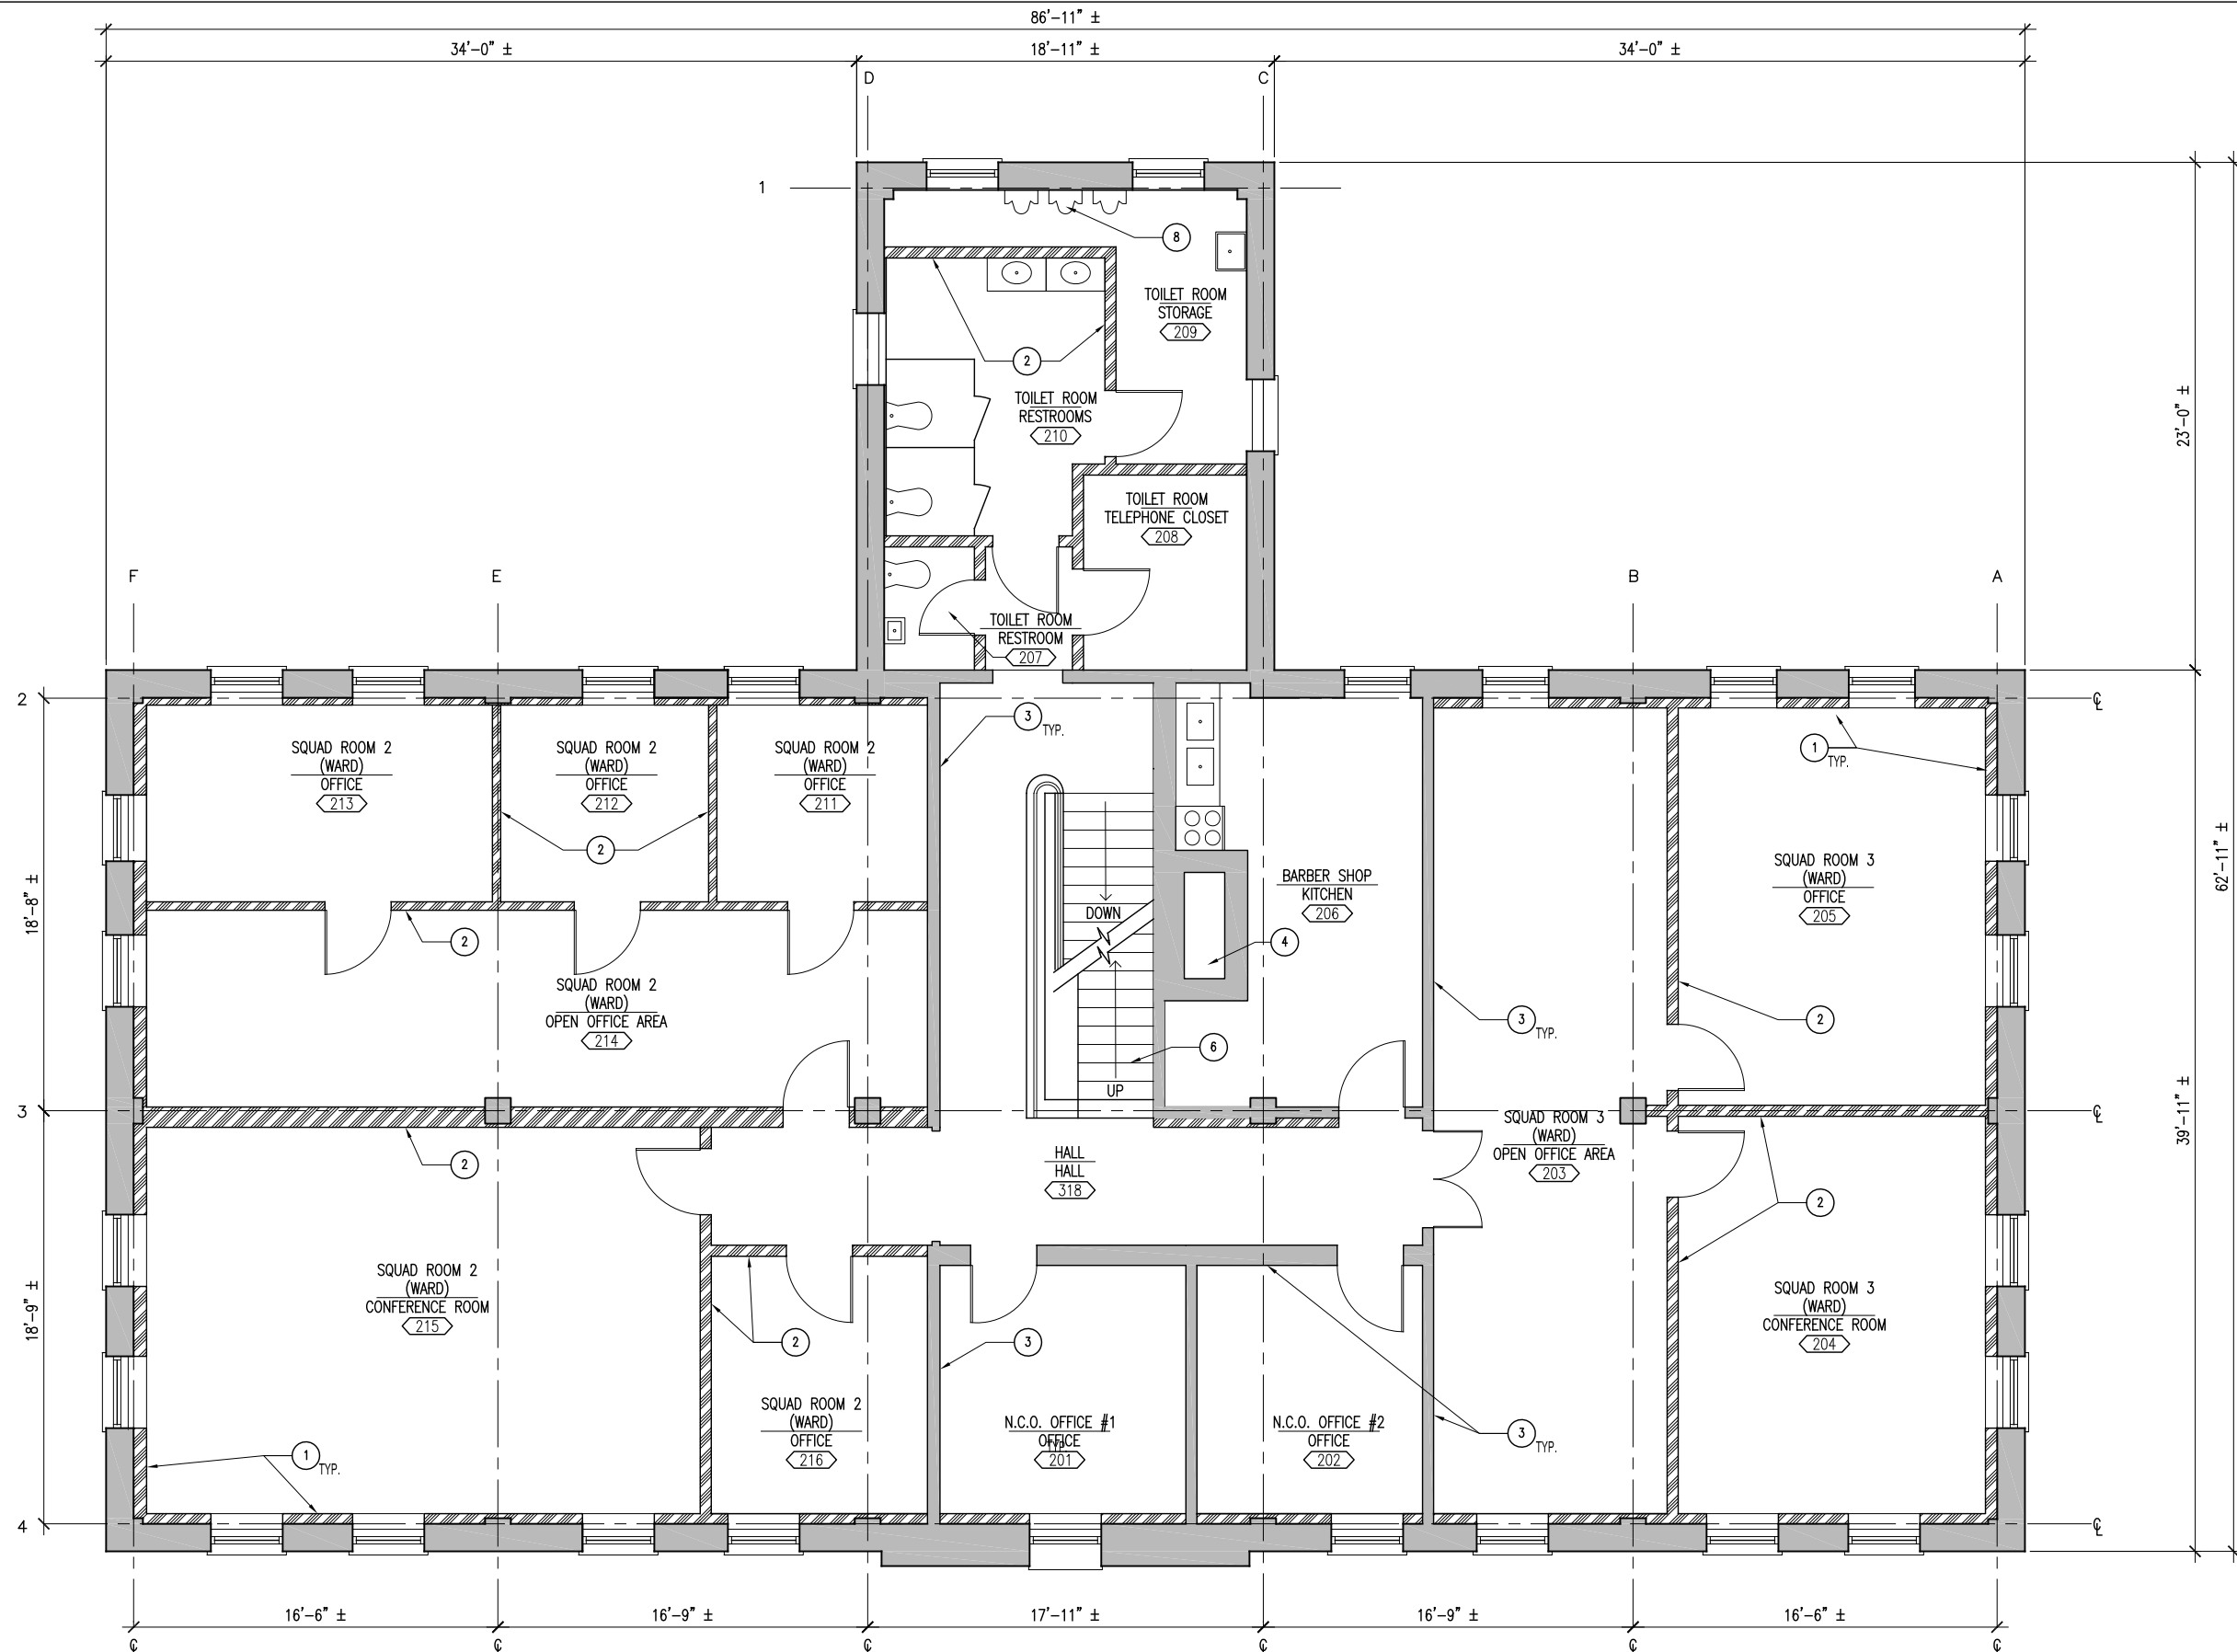 86'-11" ±
34'-0" ±
18'-11" ±
34'-0" ±
D
C
1
8
TOILET ROOM
STORAGE
209
2
TOILET ROOM
RESTROOMS
210
23'-0" ±
TOILET ROOM
TELEPHONE CLOSET
208
F
E
B
A
TOILET ROOM
RESTROOM
207
2
℄
3
TYP.
SQUAD ROOM 2
(WARD)
OFFICE
213
SQUAD ROOM 2
(WARD)
OFFICE
212
SQUAD ROOM 2
(WARD)
OFFICE
211
1
TYP.
2
18'-8" ±
62'-11" ±
BARBER SHOP
KITCHEN
206
SQUAD ROOM 3
(WARD)
OFFICE
205
DOWN
2
4
SQUAD ROOM 2
(WARD)
OPEN OFFICE AREA
214
3
TYP.
2
6
UP
3
℄
39'-11" ±
SQUAD ROOM 3
(WARD)
OPEN OFFICE AREA
203
2
HALL
HALL
318
2
SQUAD ROOM 2
(WARD)
CONFERENCE ROOM
215
18'-9" ±
SQUAD ROOM 3
(WARD)
CONFERENCE ROOM
204
2
3
SQUAD ROOM 2
(WARD)
OFFICE
216
N.C.O. OFFICE #1
OFFICE
TYP.
201
N.C.O. OFFICE #2
OFFICE
202
3
TYP.
1
TYP.
4
℄
16'-6" ±
16'-9" ±
17'-11" ±
16'-9" ±
16'-6" ±
℄
℄
℄
℄
℄
℄